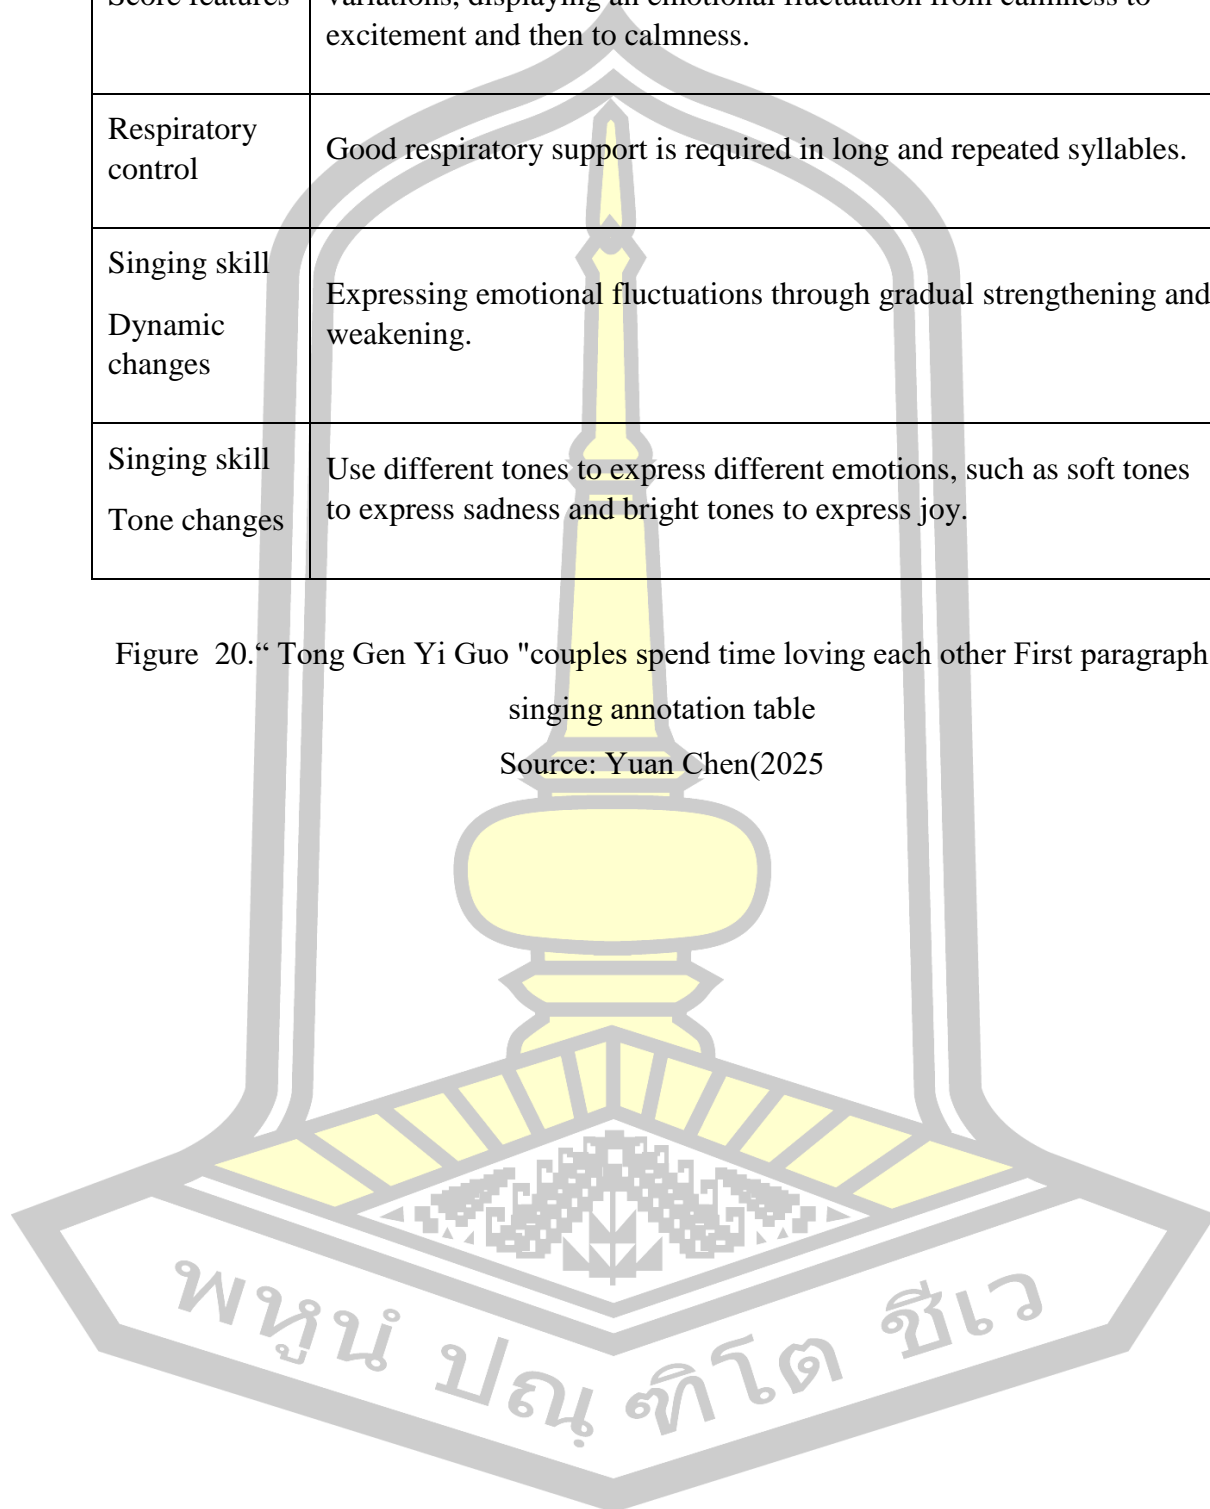 Score features
variations, displaying an emotional fluctuation from calmness to
excitement and then to calmness.
Respiratory
control
Good respiratory support is required in long and repeated syllables.
Singing skill
Dynamic
changes
Expressing emotional fluctuations through gradual strengthening and
weakening.
Singing skill
Tone changes
Use different tones to express different emotions, such as soft tones
to express sadness and bright tones to express joy.
Figure  20.“ Tong Gen Yi Guo "couples spend time loving each other First paragraph
singing annotation table
Source: Yuan Chen(2025
พหูนํ ปณฺฑิโต ชีเว